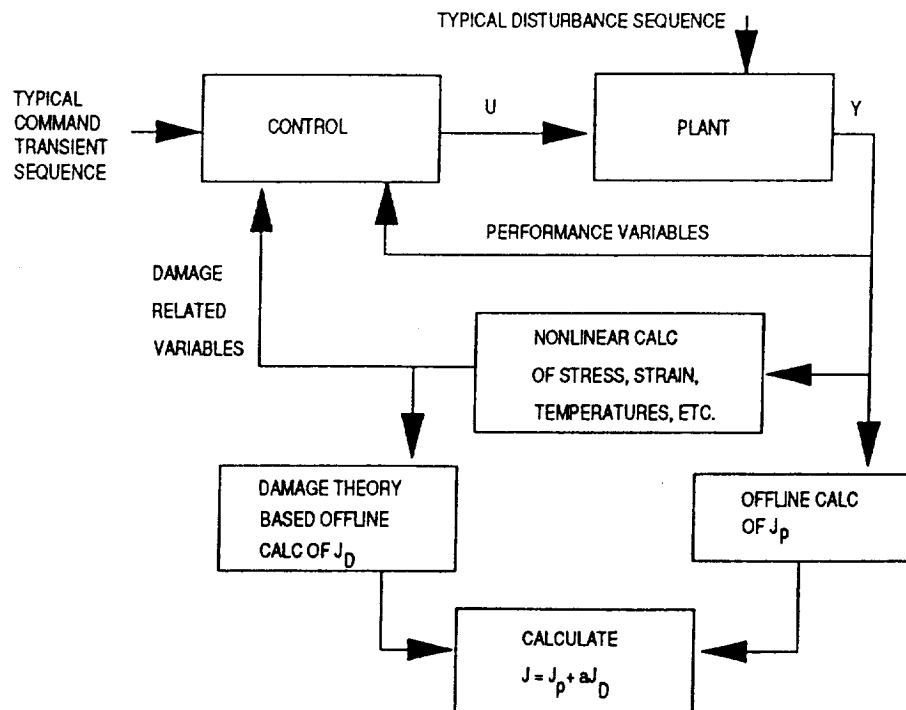 TYPICAL DISTURBANCE SEQUENCE
TYPICAL
COMMAND
TRANSIENT
SEQUENCE
CONTROL
U
PLANT
Y
PERFORMANCE VARIABLES
DAMAGE
RELATED
VARIABLES
NONLINEAR CALC
OF STRESS, STRAIN,
TEMPERATURES, ETC.
DAMAGE THEORY
BASED OFFLINE
CALC OF J_D
OFFLINE CALC
OF J_p
CALCULATE
J = J_p + aJ_D